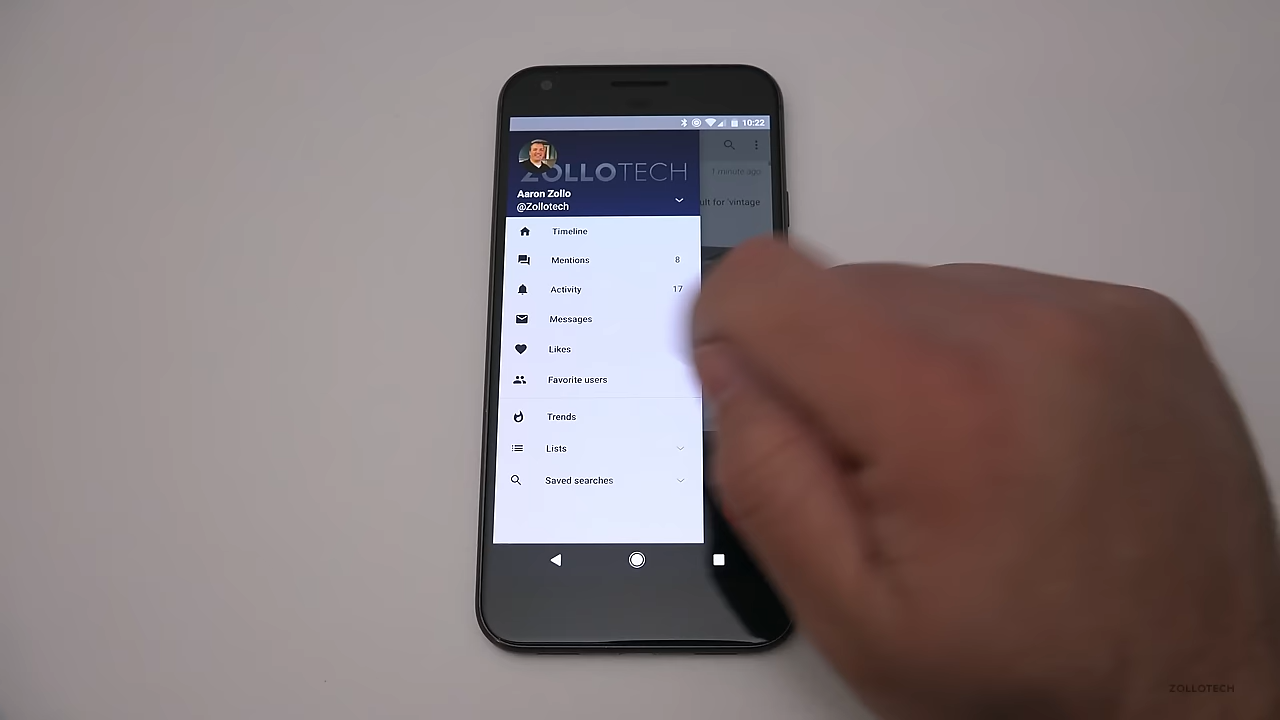 10:22
ZOLLOTECH
1 minute ago
Aaron Zollo
@Zollotech
ult for 'vintage
Timeline
Mentions 8
Activity 17
Messages
Likes
Favorite users
Trends
Lists
Saved searches
ZOLLOTECH